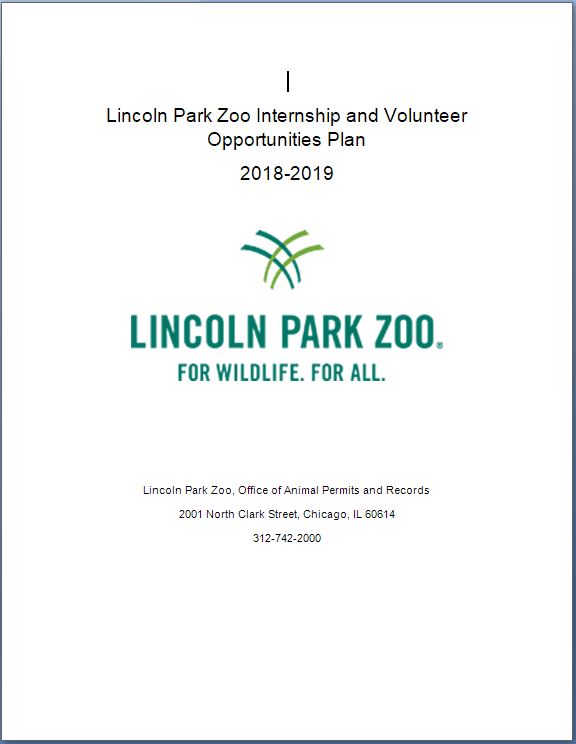 Lincoln Park Zoo Internship and Volunteer
Opportunities Plan
2018-2019
LINCOLN PARK ZOO®
FOR WILDLIFE. FOR ALL.
Lincoln Park Zoo, Office of Animal Permits and Records
2001 North Clark Street, Chicago, IL 60614
312-742-2000